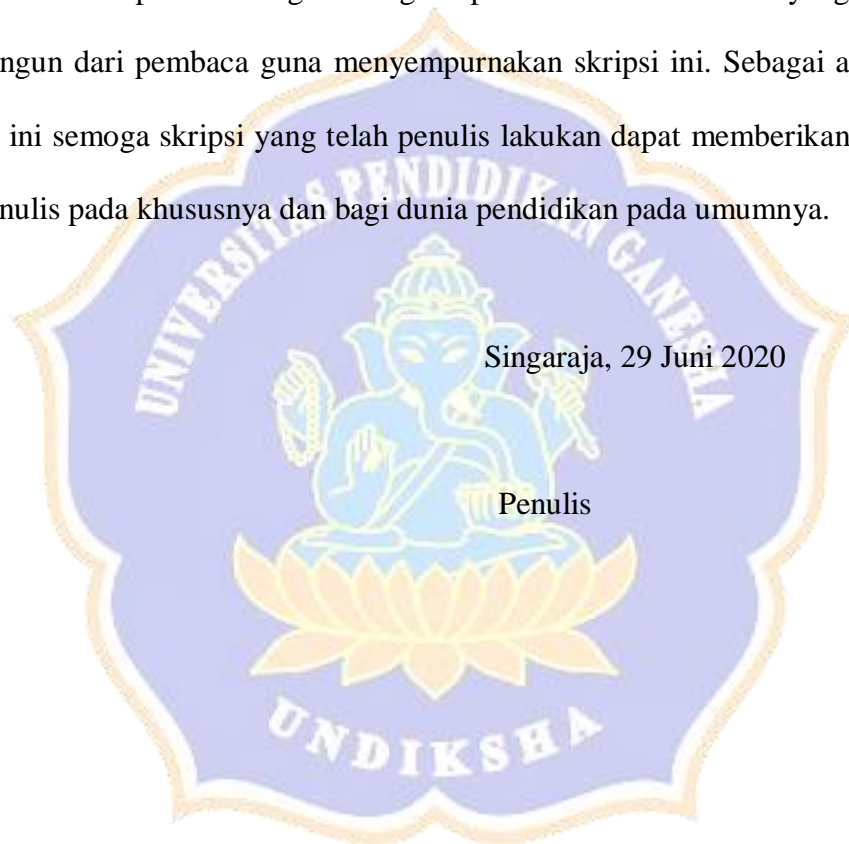 ngun dari pembaca guna menyempurnakan skripsi ini. Sebagai a
ini semoga skripsi yang telah penulis lakukan dapat memberikan
nulis pada khususnya dan bagi dunia pendidikan pada umumnya.
UNIVERSITAS PENDIDIKAN GANESHA
Singaraja, 29 Juni 2020
Penulis
UNDIKSHA